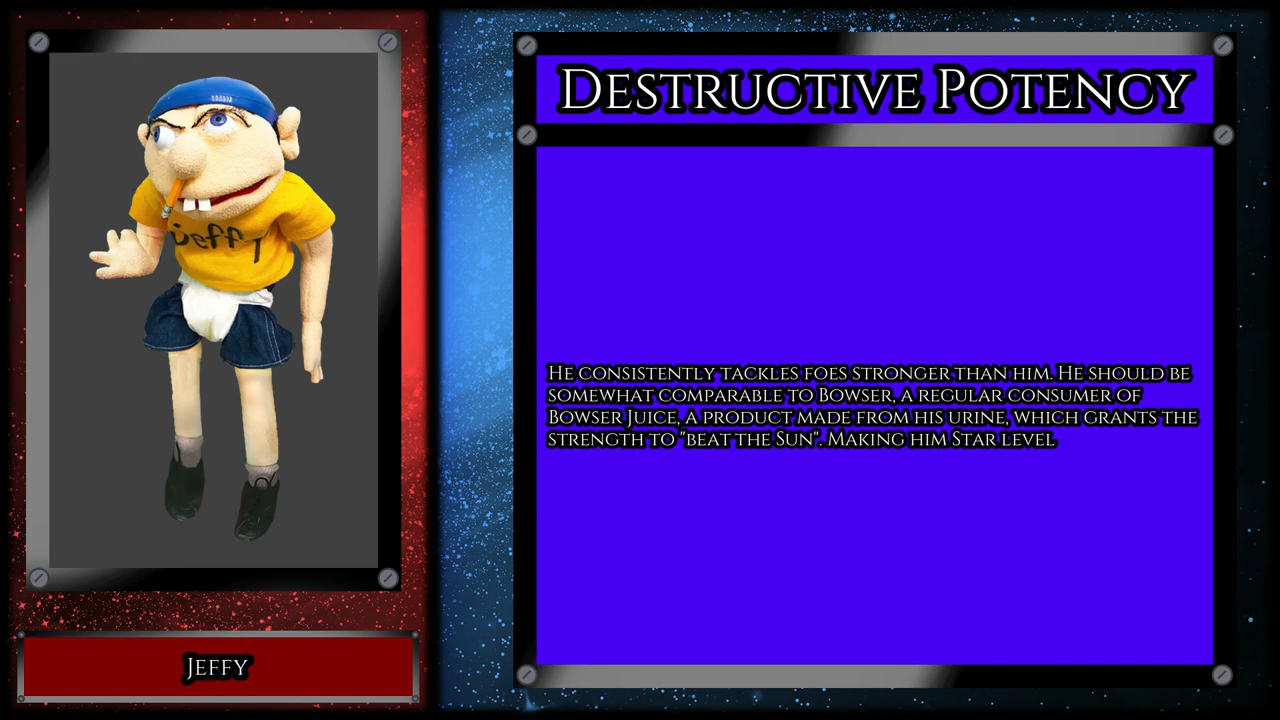 Jeffy
Destructive Potency
He consistently tackles foes stronger than him. He should be
somewhat comparable to Bowser, a regular consumer of
Bowser Juice, a product made from his urine, which grants the
strength to "beat the Sun". Making him Star level
Jeffy